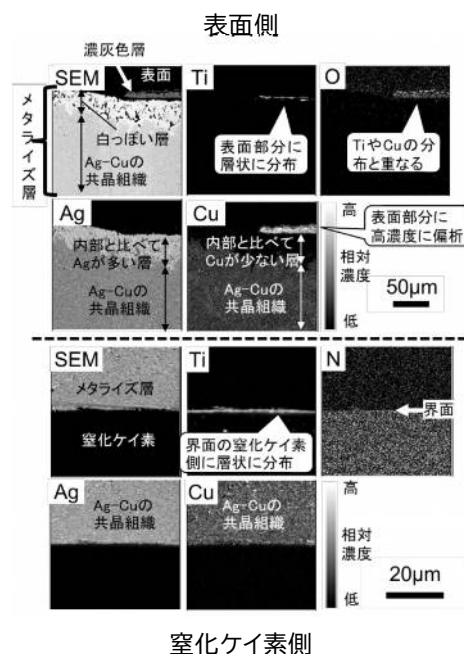 表面側
濃灰色層
SEM
表面
Ti
O
メタライズ層
白っぽい層
Ag-Cuの
共晶組織
表面部分に
層状に分布
TiやCuの分
布と重なる
Ag
内部と比べて
Agが多い層
Ag-Cuの
共晶組織
Cu
内部と比べて
Cuが少ない層
Ag-Cuの
共晶組織
高
相対
濃度
低
表面部分に
高濃度に偏析
50μm
SEM
メタライズ層
窒化ケイ素
Ti
界面の窒化ケイ素
側に層状に分布
N
界面
Ag
Ag-Cuの
共晶組織
Cu
Ag-Cuの
共晶組織
高
相対
濃度
低
20μm
窒化ケイ素側